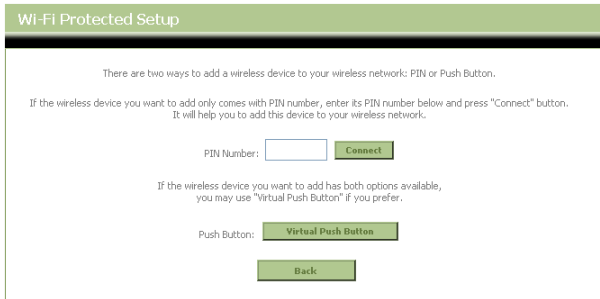 Wi-Fi Protected Setup
There are two ways to add a wireless device to your wireless network: PIN or Push Button.
If the wireless device you want to add only comes with PIN number, enter its PIN number below and press "Connect" button.
It will help you to add this device to your wireless network.
PIN Number: Connect
If the wireless device you want to add has both options available,
you may use "Virtual Push Button" if you prefer.
Push Button: Virtual Push Button
Back